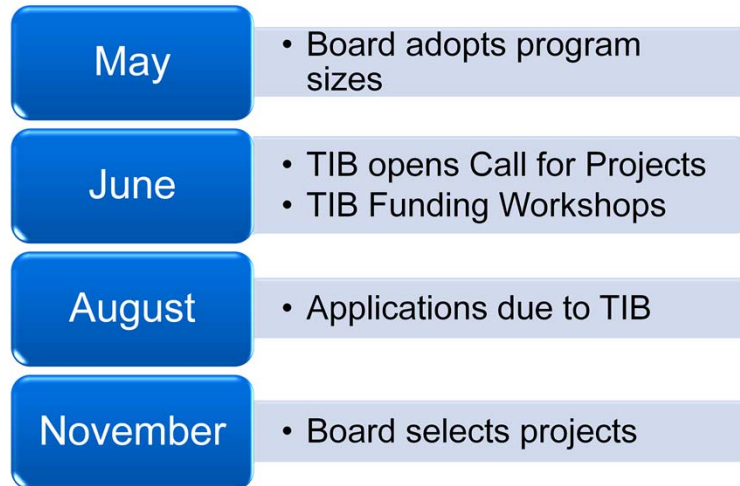 May
• Board adopts program
sizes
June
• TIB opens Call for Projects
• TIB Funding Workshops
August
• Applications due to TIB
November
• Board selects projects